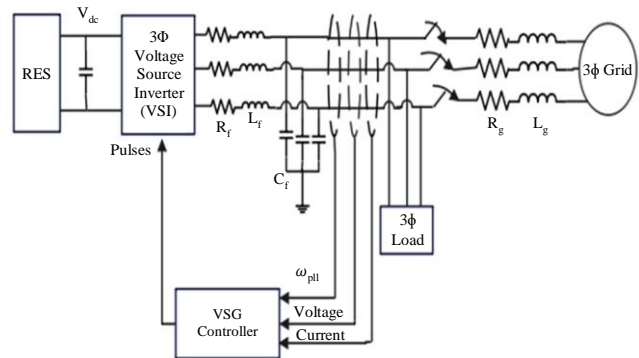 V_dc
RES
3Φ
Voltage
Source
Inverter
(VSI)
R_f
L_f
C_f
R_g
L_g
3ϕ Grid
Pulses
3ϕ
Load
ω_pll
VSG
Controller
Voltage
Current